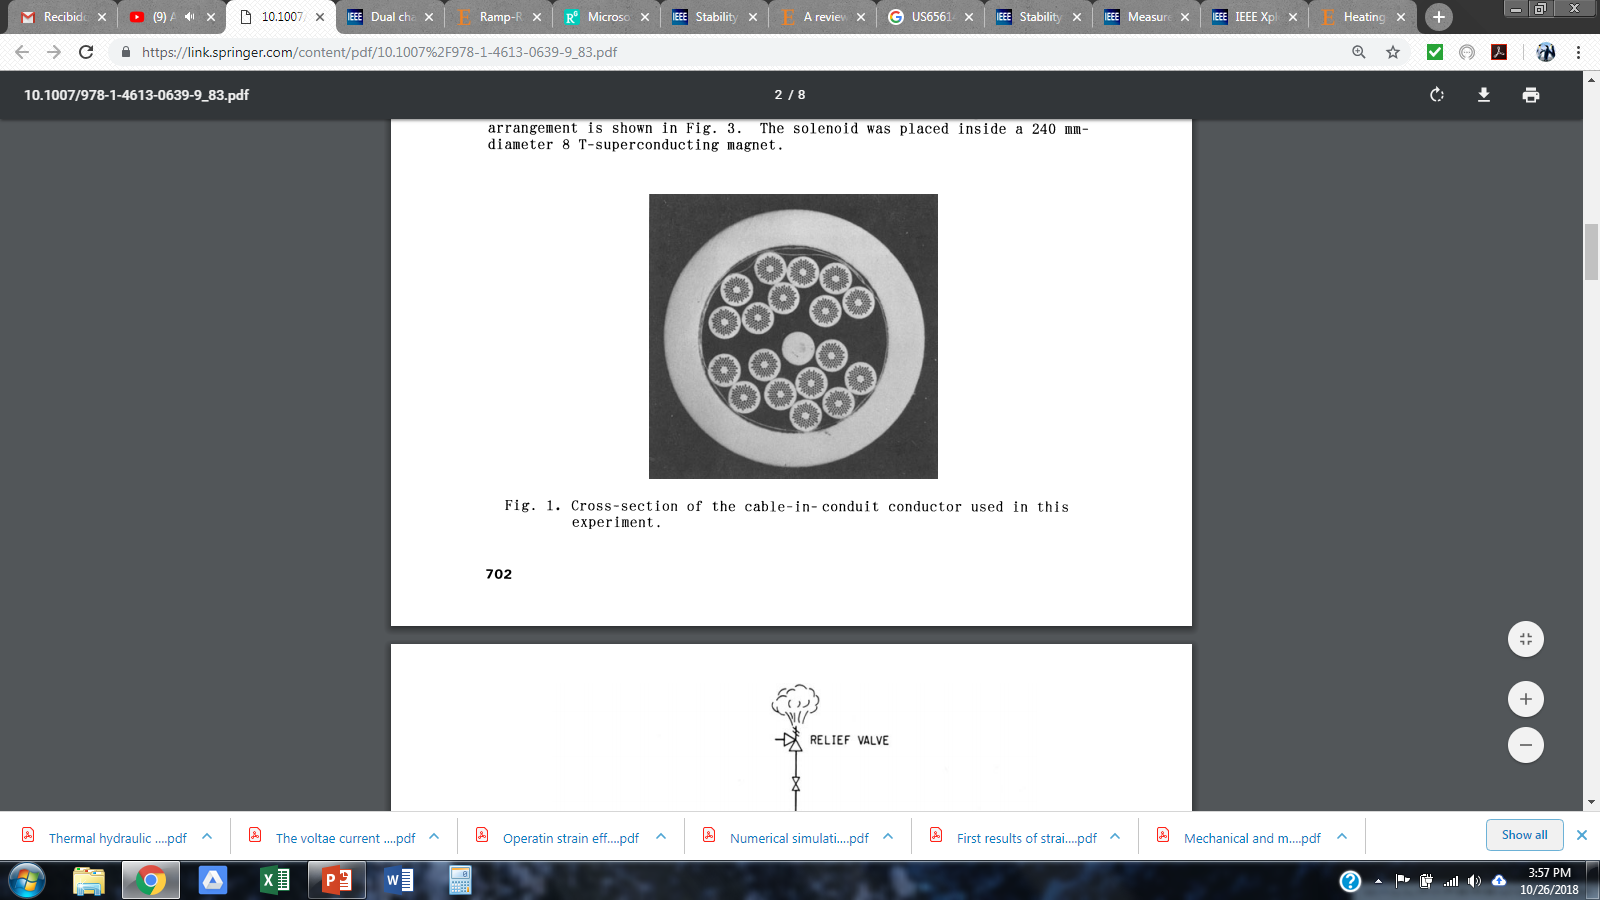 Recibido
(9) A
10.1007
Dual cha
Ramp-R
Microso
Stability
A review
US6561
Stability
Measure
IEEE Xpl
Heating
https://link.springer.com/content/pdf/10.1007%2F978-1-4613-0639-9_83.pdf
10.1007/978-1-4613-0639-9_83.pdf
2 / 8
arrangement is shown in Fig. 3. The solenoid was placed inside a 240 mm-
diameter 8 T-superconducting magnet.
Fig. 1. Cross-section of the cable-in-conduit conductor used in this
experiment.
702
RELIEF VALVE
Thermal hydraulic ....pdf
The voltae current ....pdf
Operatin strain eff....pdf
Numerical simulati....pdf
First results of strai....pdf
Mechanical and m....pdf
Show all
3:57 PM
10/26/2018